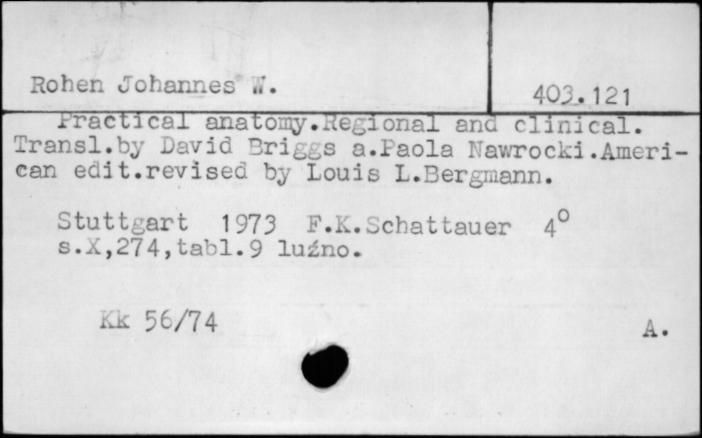 Rohen Johannes W.
403.121
Practical anatomy.Regional and clinical.
Transl.by David Briggs a.Paola Nawrocki.Ameri-
can edit.revised by Louis L.Bergmann.
Stuttgart 1973 F.K.Schattauer 4°
s.X,274,tabl.9 luźno.
Kk 56/74
A.